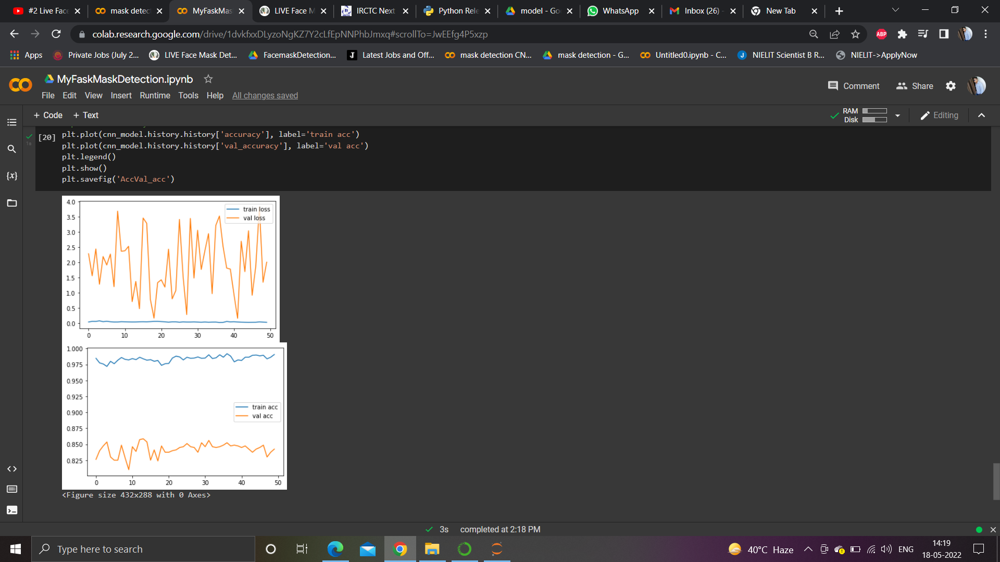 #2 Live Face
mask detec
MyFaskMas
LIVE Face M
IRCTC Next
Python Rele
model - Go
WhatsApp
Inbox (26) -
New Tab
colab.research.google.com/drive/1dvkfxxDLyzoNgKZ7Y2cLfEpNNPhbJmxq#scrollTo=JwEEfg4P5xzp
ABP
Apps
Private Jobs (July 2...
LIVE Face Mask Det...
FacemaskDetection...
Latest Jobs and Off...
mask detection CN...
mask detection - G...
Untitled0.ipynb - C...
NIELIT Scientist B R...
NIELIT->ApplyNow
MyFaskMaskDetection.ipynb
Comment
Share
File Edit View Insert Runtime Tools Help All changes saved
+ Code + Text
RAM
Disk
Editing
[20]
1s
plt.plot(cnn_model.history.history['accuracy'], label='train acc')
plt.plot(cnn_model.history.history['val_accuracy'], label='val acc')
plt.legend()
plt.show()
plt.savefig('AccVal_acc')
{x}
4.0
3.5
3.0
2.5
2.0
1.5
1.0
0.5
0.0
train loss
val loss
0 10 20 30 40 50
1.000
0.975
0.950
0.925
0.900
0.875
0.850
0.825
train acc
val acc
0 10 20 30 40 50
<Figure size 432x288 with 0 Axes>
3s completed at 2:18 PM
Type here to search
40°C Haze
ENG
14:19
18-05-2022